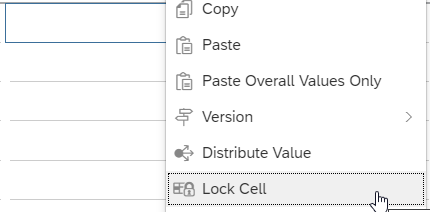 Copy
Paste
Paste Overall Values Only
Version
Distribute Value
Lock Cell